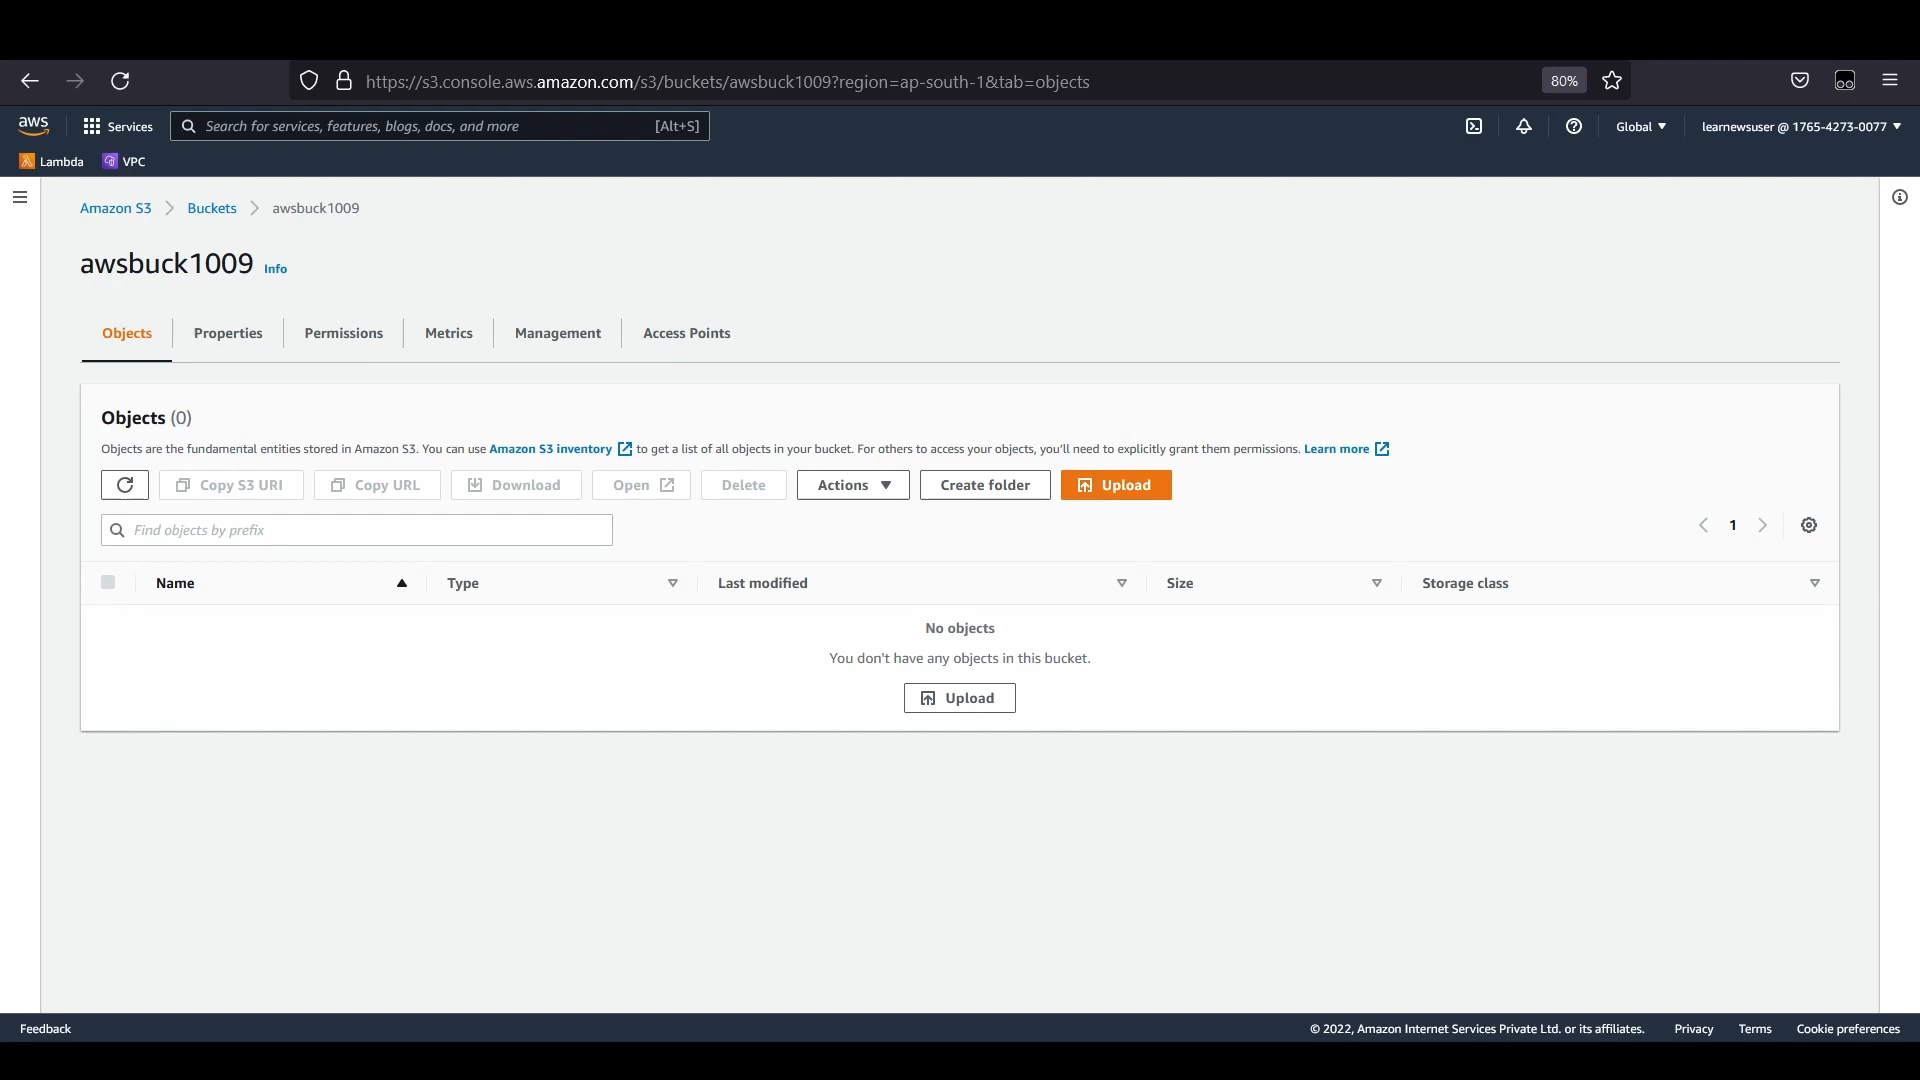 https://s3.console.aws.amazon.com/s3/buckets/awsbuck1009?region=ap-south-1&tab=objects 80%
aws Services Search for services, features, blogs, docs, and more [Alt+S] Global learnewsuser @ 1765-4273-0077
Lambda VPC
Amazon S3 Buckets awsbuck1009
awsbuck1009 Info
Objects Properties Permissions Metrics Management Access Points
Objects (0)
Objects are the fundamental entities stored in Amazon S3. You can use Amazon S3 inventory to get a list of all objects in your bucket. For others to access your objects, you'll need to explicitly grant them permissions. Learn more
Copy S3 URI Copy URL Download Open Delete Actions Create folder Upload
Find objects by prefix 1
Name Type Last modified Size Storage class
No objects
You don't have any objects in this bucket.
Upload
Feedback © 2022, Amazon Internet Services Private Ltd. or its affiliates. Privacy Terms Cookie preferences